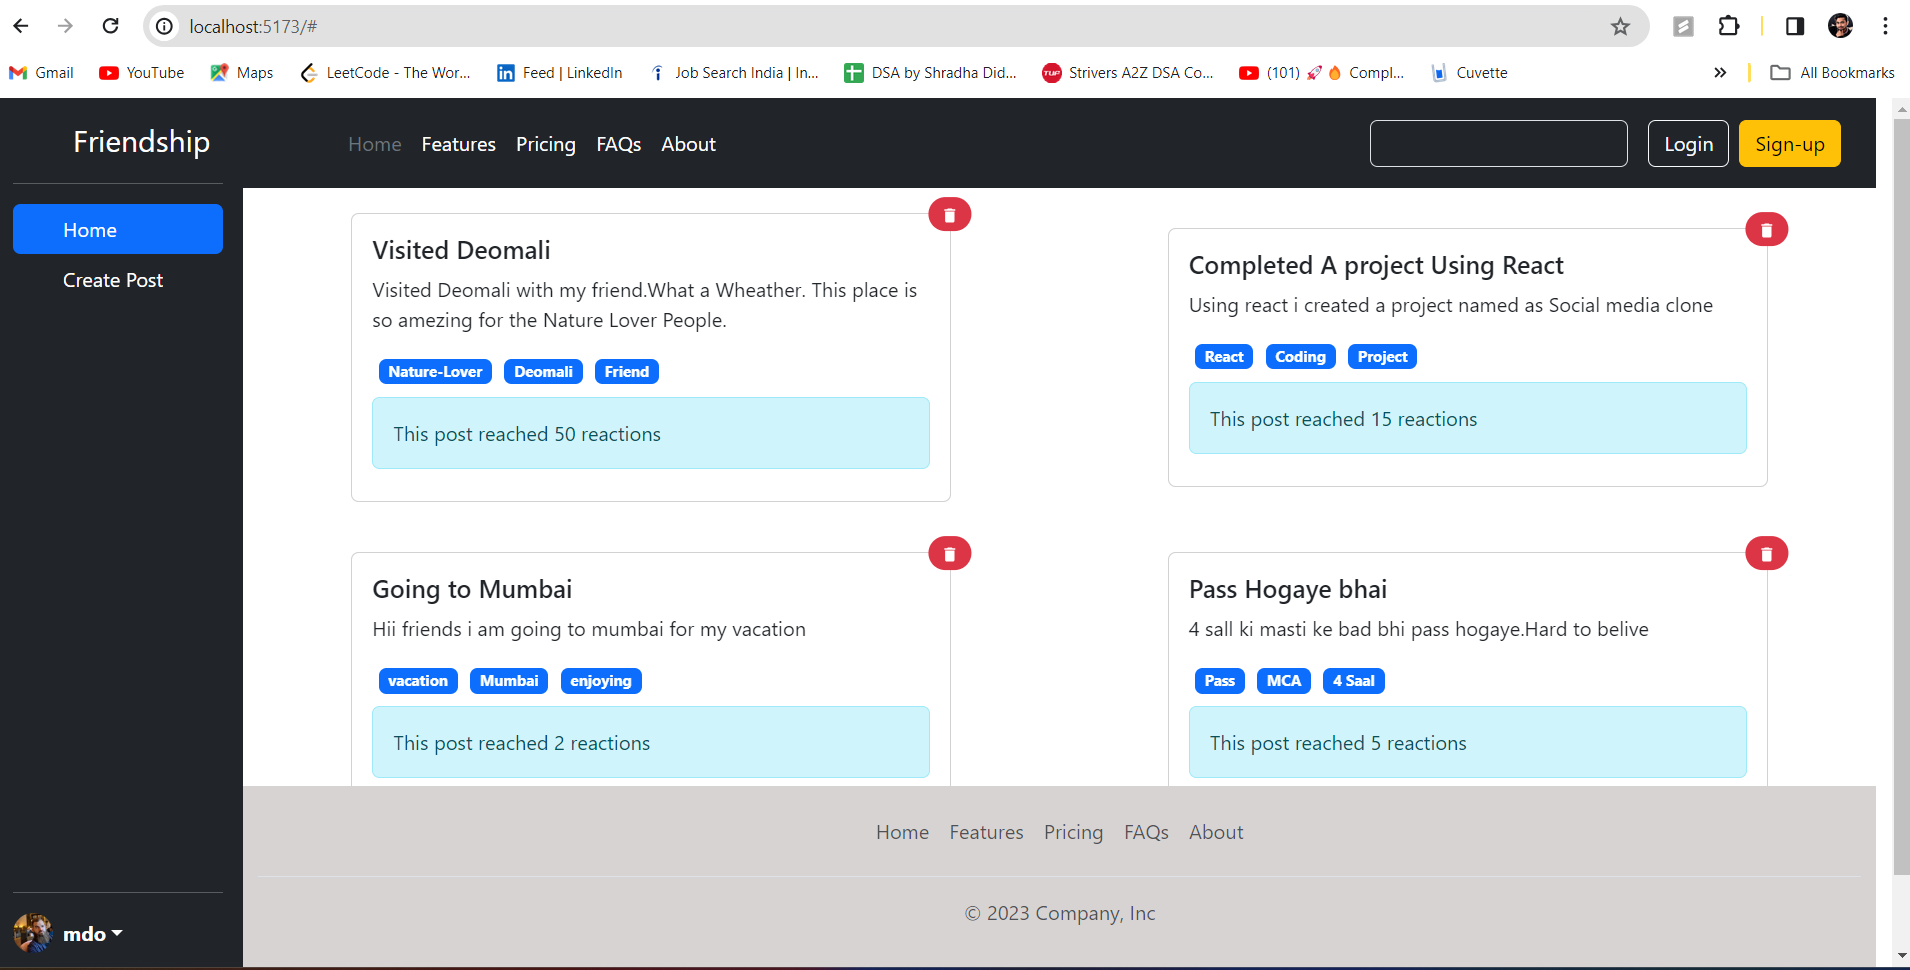 localhost:5173/#
Gmail YouTube Maps LeetCode - The Wor... Feed | LinkedIn Job Search India | In... DSA by Shradha Did... Strivers A2Z DSA Co... (101) 🚀🔥 Compl... Cuvette » All Bookmarks
Friendship Home Features Pricing FAQs About Login Sign-up
Home
Create Post
Visited Deomali
Visited Deomali with my friend.What a Wheather. This place is
so amezing for the Nature Lover People.
Nature-Lover Deomali Friend
This post reached 50 reactions
Completed A project Using React
Using react i created a project named as Social media clone
React Coding Project
This post reached 15 reactions
Going to Mumbai
Hii friends i am going to mumbai for my vacation
vacation Mumbai enjoying
This post reached 2 reactions
Pass Hogaye bhai
4 sall ki masti ke bad bhi pass hogaye.Hard to belive
Pass MCA 4 Saal
This post reached 5 reactions
Home Features Pricing FAQs About
© 2023 Company, Inc
mdo